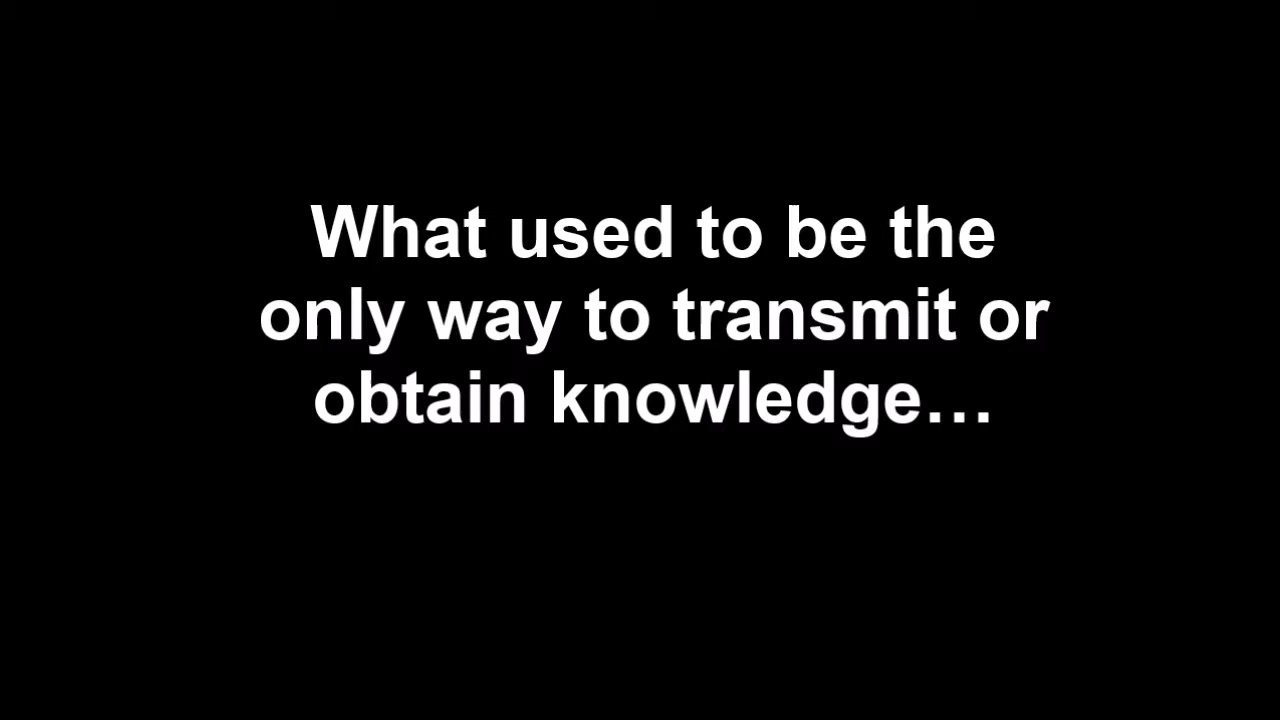 What used to be the
only way to transmit or
obtain knowledge…